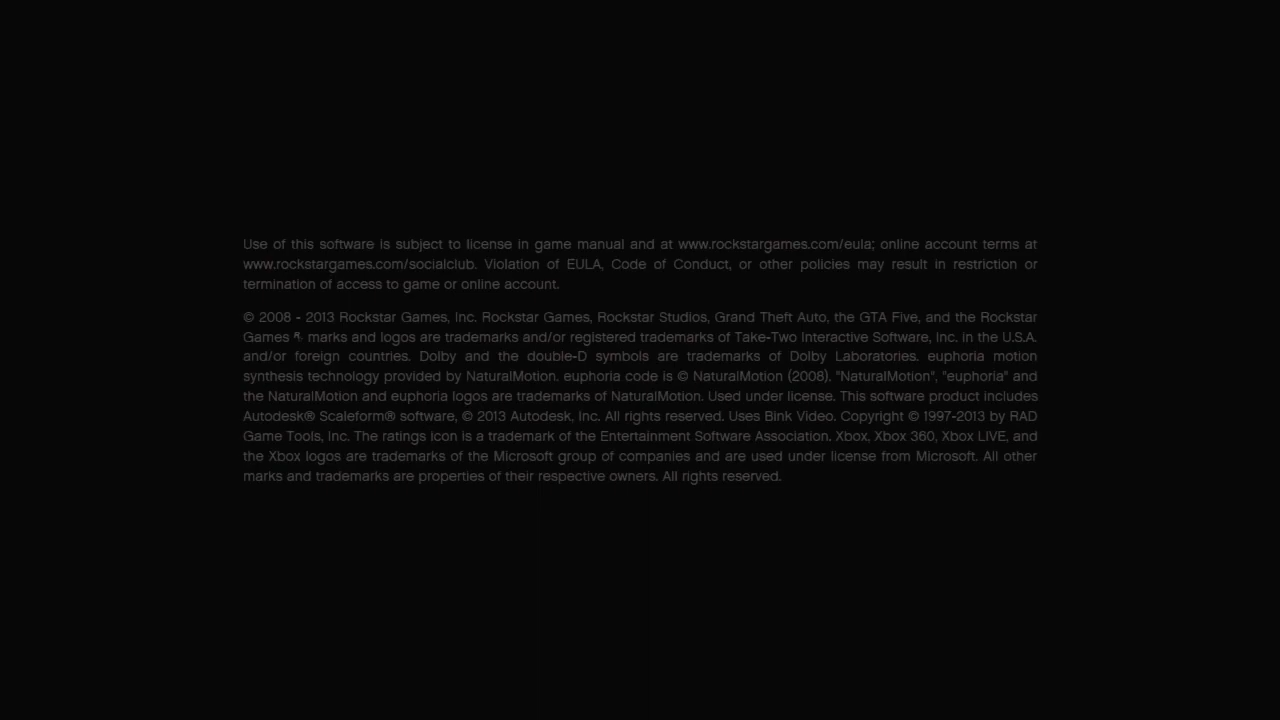 Use of this software is subject to license in game manual and at www.rockstargames.com/eula; online account terms at
www.rockstargames.com/socialclub. Violation of EULA, Code of Conduct, or other policies may result in restriction or
termination of access to game or online account.
© 2008 - 2013 Rockstar Games, Inc. Rockstar Games, Rockstar Studios, Grand Theft Auto, the GTA Five, and the Rockstar
Games R* marks and logos are trademarks and/or registered trademarks of Take-Two Interactive Software, Inc. in the U.S.A.
and/or foreign countries. Dolby and the double-D symbols are trademarks of Dolby Laboratories. euphoria motion
synthesis technology provided by NaturalMotion. euphoria code is © NaturalMotion (2008). "NaturalMotion", "euphoria" and
the NaturalMotion and euphoria logos are trademarks of NaturalMotion. Used under license. This software product includes
Autodesk® Scaleform® software, © 2013 Autodesk, Inc. All rights reserved. Uses Bink Video. Copyright © 1997-2013 by RAD
Game Tools, Inc. The ratings icon is a trademark of the Entertainment Software Association. Xbox, Xbox 360, Xbox LIVE, and
the Xbox logos are trademarks of the Microsoft group of companies and are used under license from Microsoft. All other
marks and trademarks are properties of their respective owners. All rights reserved.